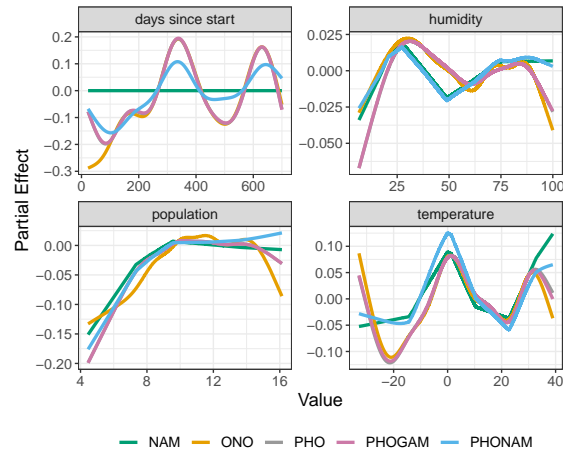 days since start
humidity
0.2
0.1
0.0
−0.1
−0.2
−0.3
0.025
0.000
−0.025
−0.050
0 200 400 600
25 50 75 100
Partial Effect
population
temperature
0.00
−0.05
−0.10
−0.15
−0.20
0.10
0.05
0.00
−0.05
−0.10
4 8 12 16
−20 0 20 40
Value
NAM ONO PHO PHOGAM PHONAM